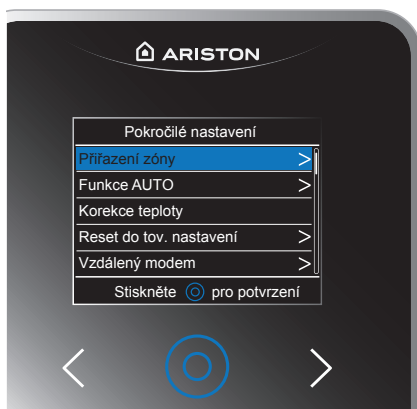 ARISTON
Pokročilé nastavení
Přiřazení zóny >
Funkce AUTO >
Korekce teploty
Reset do tov. nastavení >
Vzdálený modem >
Stiskněte pro potvrzení